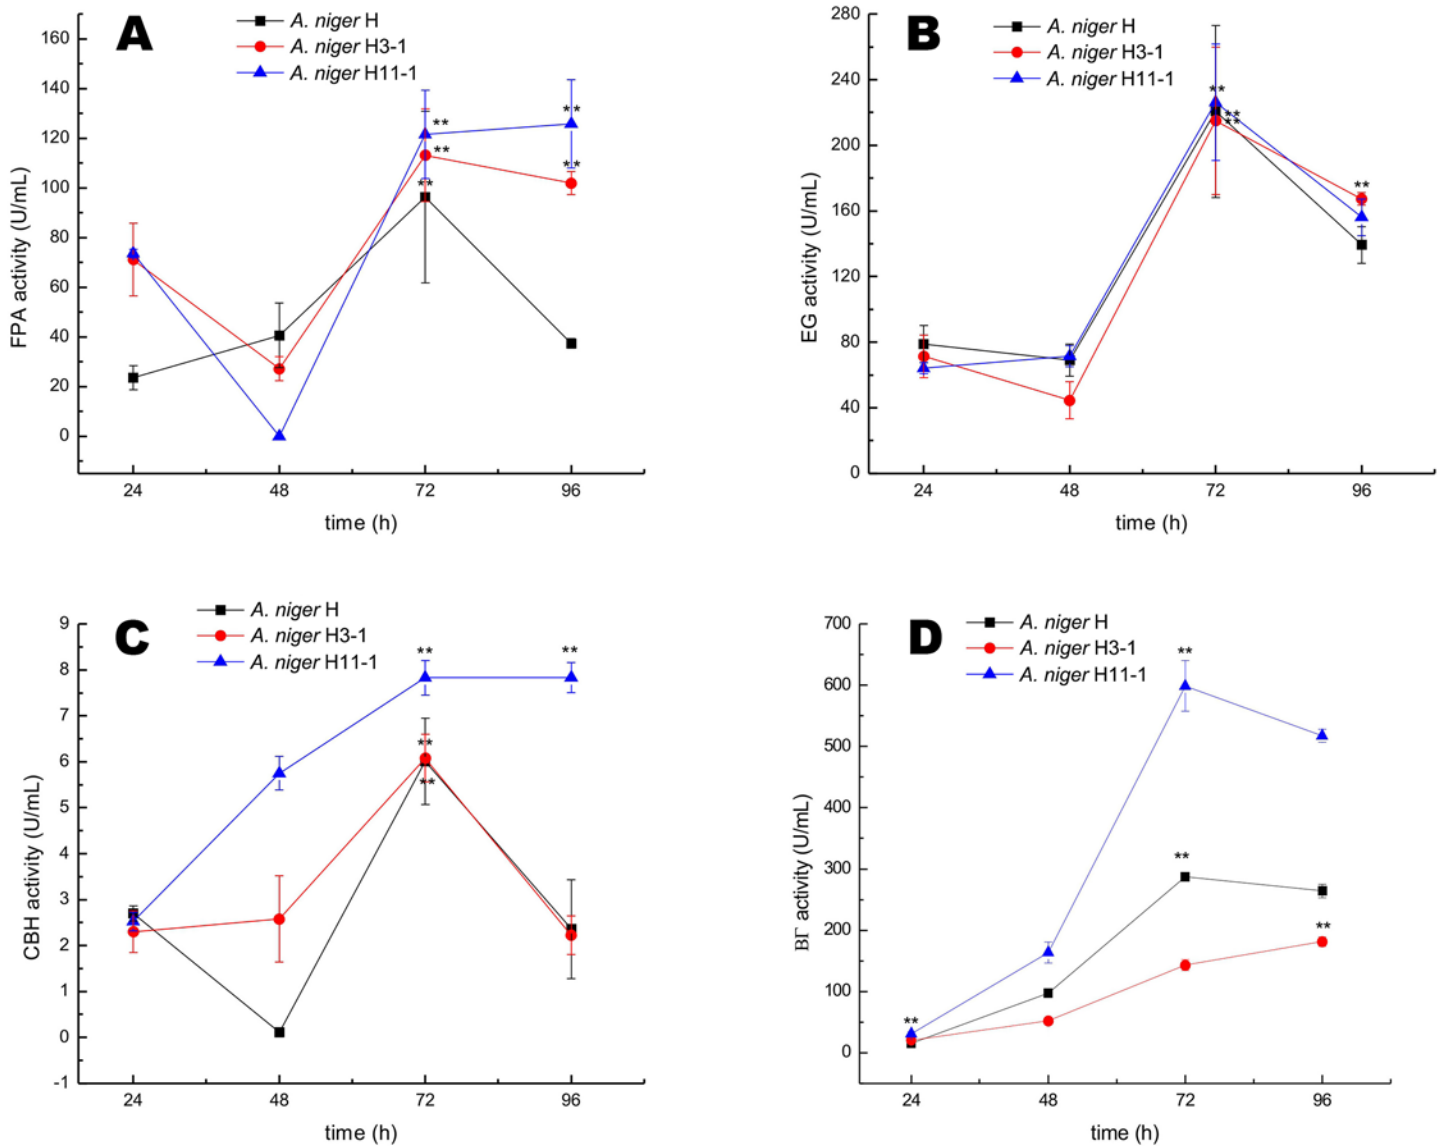 A
A. niger H
A. niger H3-1
A. niger H11-1
160
140
120
100
80
60
40
20
0
FPA activity (U/mL)
**
**
**
**
**
24
48
72
96
time (h)
B
A. niger H
A. niger H3-1
A. niger H11-1
280
240
200
160
120
80
40
0
EG activity (U/mL)
**
**
**
**
24
48
72
96
time (h)
C
A. niger H
A. niger H3-1
A. niger H11-1
9
8
7
6
5
4
3
2
1
0
-1
CBH activity (U/mL)
**
**
**
**
24
48
72
96
time (h)
D
A. niger H
A. niger H3-1
A. niger H11-1
700
600
500
400
300
200
100
0
ΒΓ activity (U/mL)
**
**
**
**
24
48
72
96
time (h)